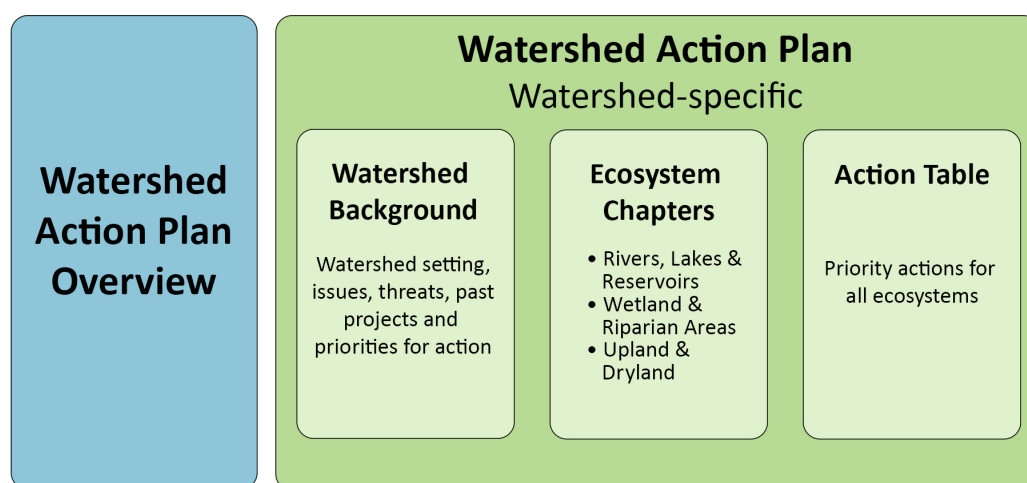 Watershed
Action Plan
Overview
Watershed Action Plan
Watershed-specific
Watershed
Background
Watershed setting,
issues, threats, past
projects and
priorities for action
Ecosystem
Chapters
• Rivers, Lakes &
Reservoirs
• Wetland &
Riparian Areas
• Upland &
Dryland
Action Table
Priority actions for
all ecosystems